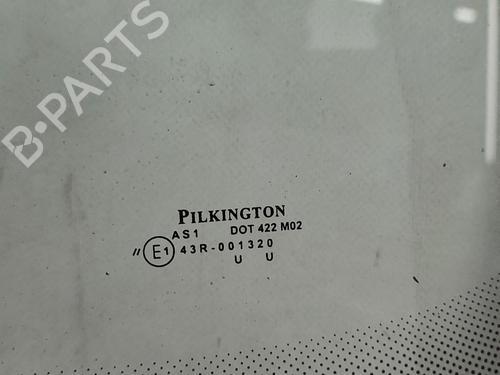 B-PARTS
PILKINGTON
AS1 DOT 422 M02
// E1 43R-001320
U U